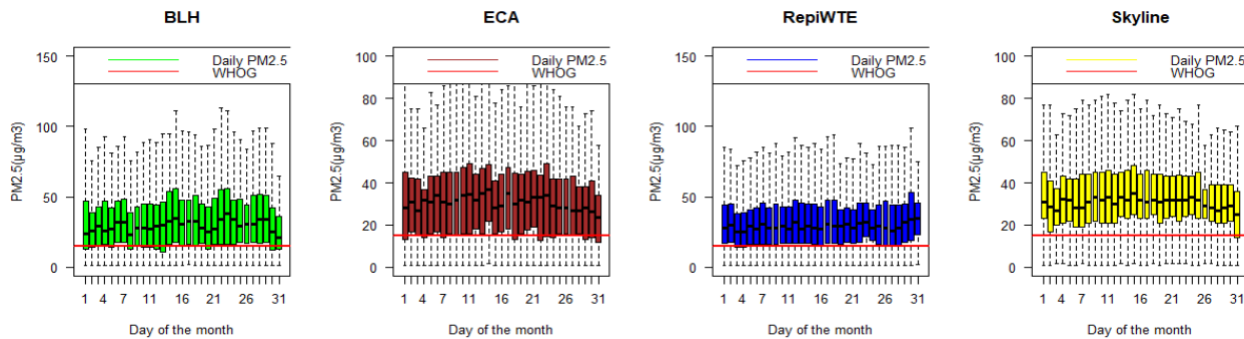 BLH
ECA
RepiWTE
Skyline
PM2.5(µg/m3)
150
100
50
0
Daily PM2.5
WHOG
1 4 7 11 16 21 26 31
Day of the month
PM2.5(µg/m3)
100
80
60
40
20
0
Daily PM2.5
WHOG
1 4 7 11 16 21 26 31
Day of the month
PM2.5(µg/m3)
150
100
50
0
Daily PM2.5
WHOG
1 4 7 11 16 21 26 31
Day of the month
PM2.5(µg/m3)
100
80
60
40
20
0
Daily PM2.5
WHOG
1 4 7 11 16 21 26 31
Day of the month